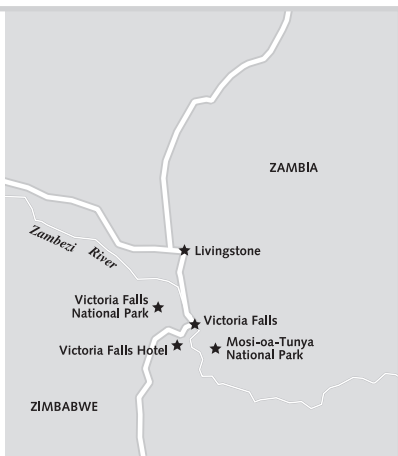 ZAMBIA
Zambezi River
Livingstone
Victoria Falls
National Park
Victoria Falls
Victoria Falls Hotel
Mosi-oa-Tunya
National Park
ZIMBABWE